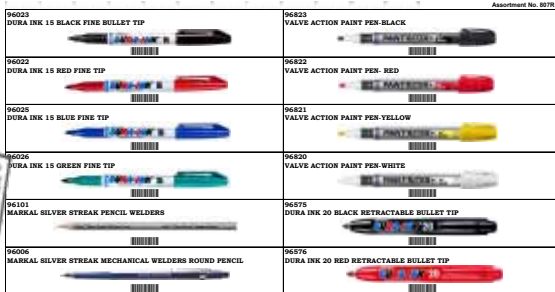 Assortment No. 807R
96023
DURA INK 15 BLACK FINE BULLET TIP
96823
VALVE ACTION PAINT PEN-BLACK
96022
DURA INK 15 RED FINE TIP
96822
VALVE ACTION PAINT PEN- RED
96025
DURA INK 15 BLUE FINE TIP
96821
VALVE ACTION PAINT PEN-YELLOW
96026
DURA INK 15 GREEN FINE TIP
96820
VALVE ACTION PAINT PEN-WHITE
96101
MARKAL SILVER STREAK PENCIL WELDERS
96575
DURA INK 20 BLACK RETRACTABLE BULLET TIP
96006
MARKAL SILVER STREAK MECHANICAL WELDERS ROUND PENCIL
96576
DURA INK 20 RED RETRACTABLE BULLET TIP